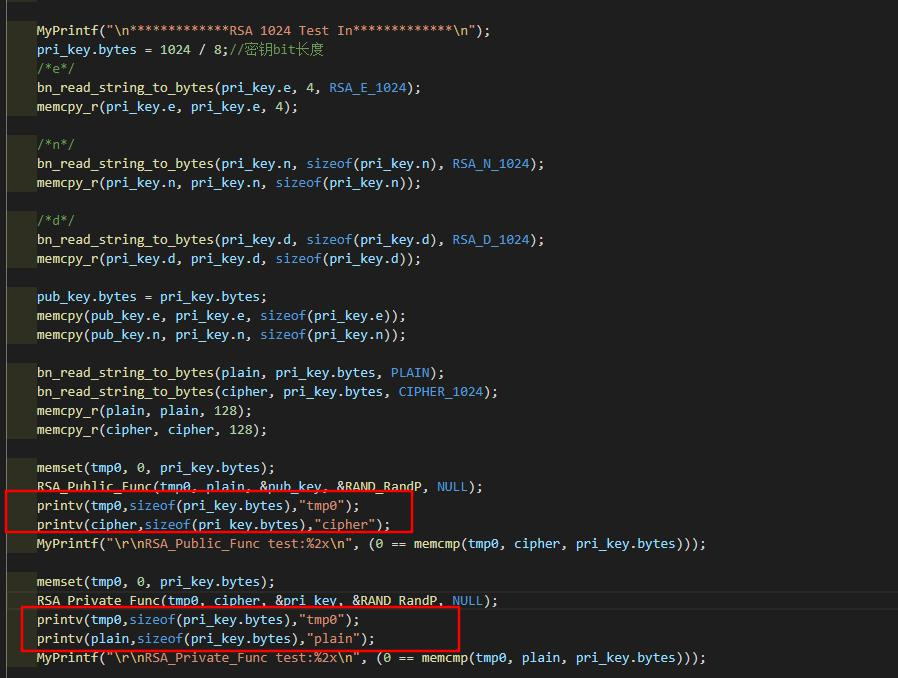 MyPrintf("\n*************RSA 1024 Test In*************\n");
pri_key.bytes = 1024 / 8;//密钥bit长度
/*e*/
bn_read_string_to_bytes(pri_key.e, 4, RSA_E_1024);
memcpy_r(pri_key.e, pri_key.e, 4);
/*n*/
bn_read_string_to_bytes(pri_key.n, sizeof(pri_key.n), RSA_N_1024);
memcpy_r(pri_key.n, pri_key.n, sizeof(pri_key.n));
/*d*/
bn_read_string_to_bytes(pri_key.d, sizeof(pri_key.d), RSA_D_1024);
memcpy_r(pri_key.d, pri_key.d, sizeof(pri_key.d));
pub_key.bytes = pri_key.bytes;
memcpy(pub_key.e, pri_key.e, sizeof(pri_key.e));
memcpy(pub_key.n, pri_key.n, sizeof(pri_key.n));
bn_read_string_to_bytes(plain, pri_key.bytes, PLAIN);
bn_read_string_to_bytes(cipher, pri_key.bytes, CIPHER_1024);
memcpy_r(plain, plain, 128);
memcpy_r(cipher, cipher, 128);
memset(tmp0, 0, pri_key.bytes);
RSA_Public_Func(tmp0, plain, &pub_key, &RAND_RandP, NULL);
printv(tmp0,sizeof(pri_key.bytes),"tmp0");
printv(cipher,sizeof(pri_key.bytes),"cipher");
MyPrintf("\r\nRSA_Public_Func test:%2x\n", (0 == memcmp(tmp0, cipher, pri_key.bytes)));
memset(tmp0, 0, pri_key.bytes);
RSA_Private_Func(tmp0, cipher, &pri_key, &RAND_RandP, NULL);
printv(tmp0,sizeof(pri_key.bytes),"tmp0");
printv(plain,sizeof(pri_key.bytes),"plain");
MyPrintf("\r\nRSA_Private_Func test:%2x\n", (0 == memcmp(tmp0, plain, pri_key.bytes)));